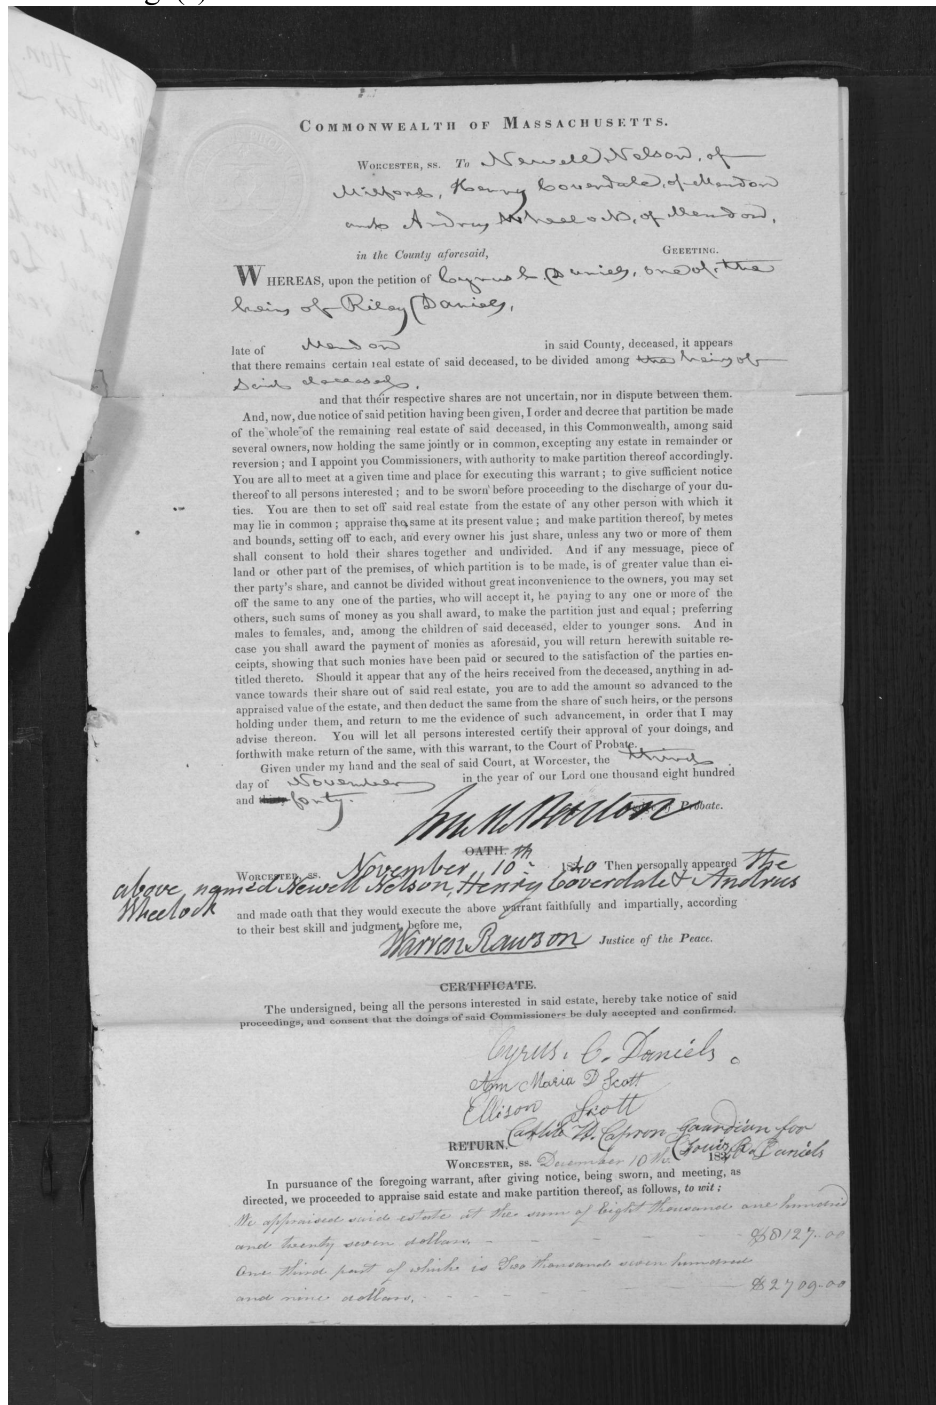 COMMONWEALTH OF MASSACHUSETTS.
WORCESTER, ss. To Newell Nelson, of
Milford, Henry Coverdale, of Mendon
and Andrus Wheelock, of Mendon,
in the County aforesaid, GREETING.
WHEREAS, upon the petition of Cyrus C. Daniels, one of the
heirs of Riley Daniels,
late of Mendon in said County, deceased, it appears
that there remains certain real estate of said deceased, to be divided among the heirs of
said deceased,
and that their respective shares are not uncertain, nor in dispute between them.
And, now, due notice of said petition having been given, I order and decree that partition be made
of the whole of the remaining real estate of said deceased, in this Commonwealth, among said
several owners, now holding the same jointly or in common, excepting any estate in remainder or
reversion; and I appoint you Commissioners, with authority to make partition thereof accordingly.
You are all to meet at a given time and place for executing this warrant; to give sufficient notice
thereof to all persons interested; and to be sworn before proceeding to the discharge of your du-
ties. You are then to set off said real estate from the estate of any other person with which it
may lie in common; appraise the same at its present value; and make partition thereof, by metes
and bounds, setting off to each, and every owner his just share, unless any two or more of them
shall consent to hold their shares together and undivided. And if any messuage, piece of
land or other part of the premises, of which partition is to be made, is of greater value than ei-
ther party's share, and cannot be divided without great inconvenience to the owners, you may set
off the same to any one of the parties, who will accept it, he paying to any one or more of the
others, such sums of money as you shall award, to make the partition just and equal; preferring
males to females, and, among the children of said deceased, elder to younger sons. And in
case you shall award the payment of monies as aforesaid, you will return herewith suitable re-
ceipts, showing that such monies have been paid or secured to the satisfaction of the parties en-
titled thereto. Should it appear that any of the heirs received from the deceased, anything in ad-
vance towards their share out of said real estate, you are to add the amount so advanced to the
appraised value of the estate, and then deduct the same from the share of such heirs, or the persons
holding under them, and return to me the evidence of such advancement, in order that I may
advise thereon. You will let all persons interested certify their approval of your doings, and
forthwith make return of the same, with this warrant, to the Court of Probate.
Given under my hand and the seal of said Court, at Worcester, the third
day of November in the year of our Lord one thousand eight hundred
and forty.
Judge of Probate.
OATH.
WORCESTER, ss. November 10th 1840 Then personally appeared the
above named Newell Nelson, Henry Coverdale & Andrus
Wheelock
and made oath that they would execute the above warrant faithfully and impartially, according
to their best skill and judgment, before me,
Warren Rawson Justice of the Peace.
CERTIFICATE.
The undersigned, being all the persons interested in said estate, hereby take notice of said
proceedings, and consent that the doings of said Commissioners be duly accepted and confirmed.
Cyrus. C. Daniels.
Ann Maria D Scott
Ellison Scott
Capron guardian for
RETURN. Daniels
WORCESTER, ss. December 10th 1840
In pursuance of the foregoing warrant, after giving notice, being sworn, and meeting, as
directed, we proceeded to appraise said estate and make partition thereof, as follows, to wit;
We appraised said estate at the sum of Eight thousand one hundred
and twenty seven dollars. - - - - - $8127-00
One third part of which is Two thousand seven hundred
and nine dollars. - - - - - $2709-00